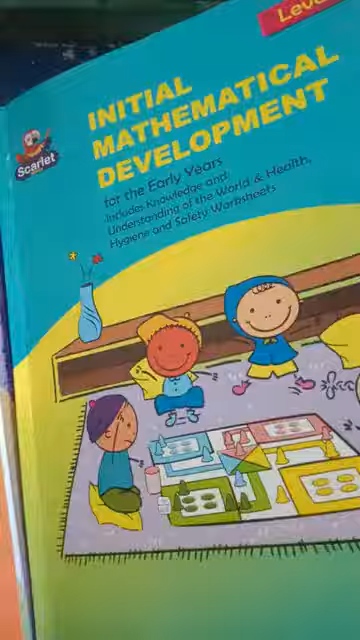 Scarlet
INITIAL
MATHEMATICAL
DEVELOPMENT
for the Early Years
Includes Knowledge and
Understanding of the World & Health,
Hygiene and Safety Worksheets